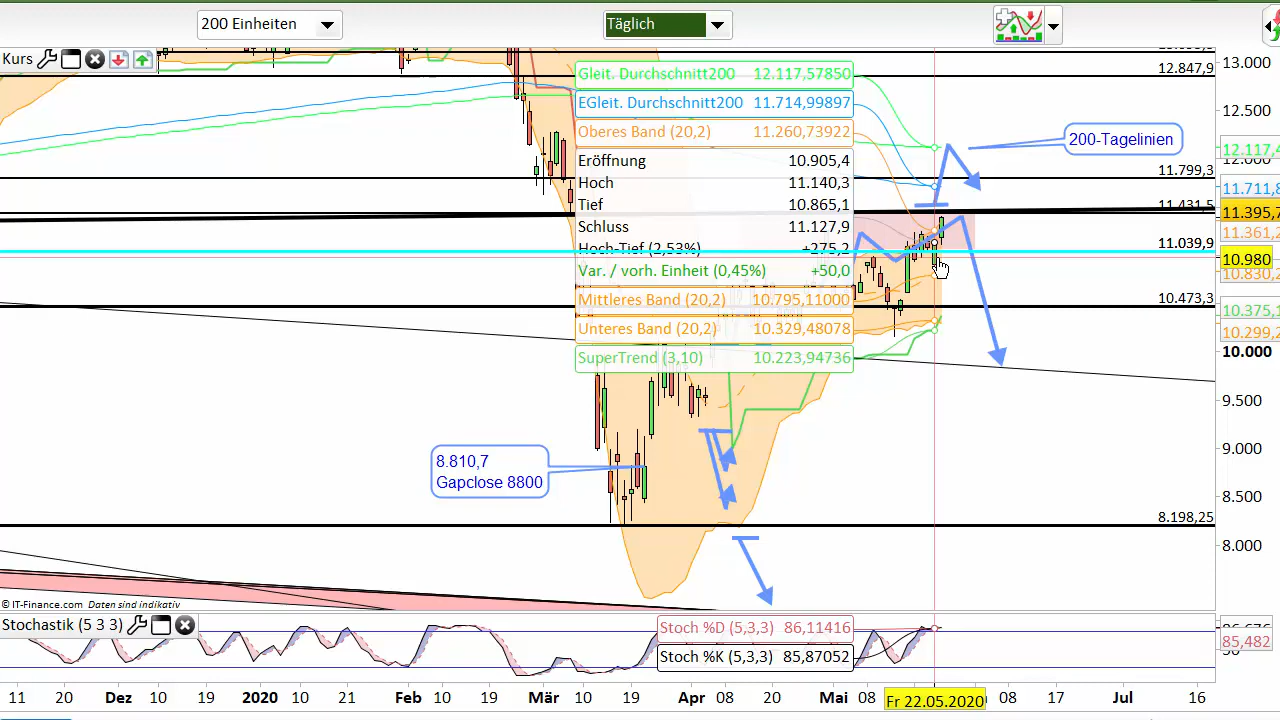 200 Einheiten
Täglich
Kurs
Gleit. Durchschnitt200 12.117,57850
EGleit. Durchschnitt200 11.714,99897
Oberes Band (20,2) 11.260,73922
Eröffnung 10.905,4
Hoch 11.140,3
Tief 10.865,1
Schluss 11.127,9
Hoch-Tief (2,53%) +275,2
Var. / vorh. Einheit (0,45%) +50,0
Mittleres Band (20,2) 10.795,11000
Unteres Band (20,2) 10.329,48078
SuperTrend (3,10) 10.223,94736
200-Tagelinien
8.810,7
Gapclose 8800
12.847,9
11.799,3
11.431,5
11.039,9
10.473,3
8.198,25
13.000
12.500
12.117,4
12.000
11.711,8
11.395,7
11.361,2
10.980
10.830,2
10.375,1
10.299,2
10.000
9.500
9.000
8.500
8.000
© IT-Finance.com Daten sind indikativ
Stochastik (5 3 3)
Stoch %D (5,3,3) 86,11416
Stoch %K (5,3,3) 85,87052
85,482
11 20 Dez 10 19 2020 10 21 Feb 10 19 Mär 10 19 Apr 08 20 Mai 08 Fr 22.05.2020 08 17 Jul 16